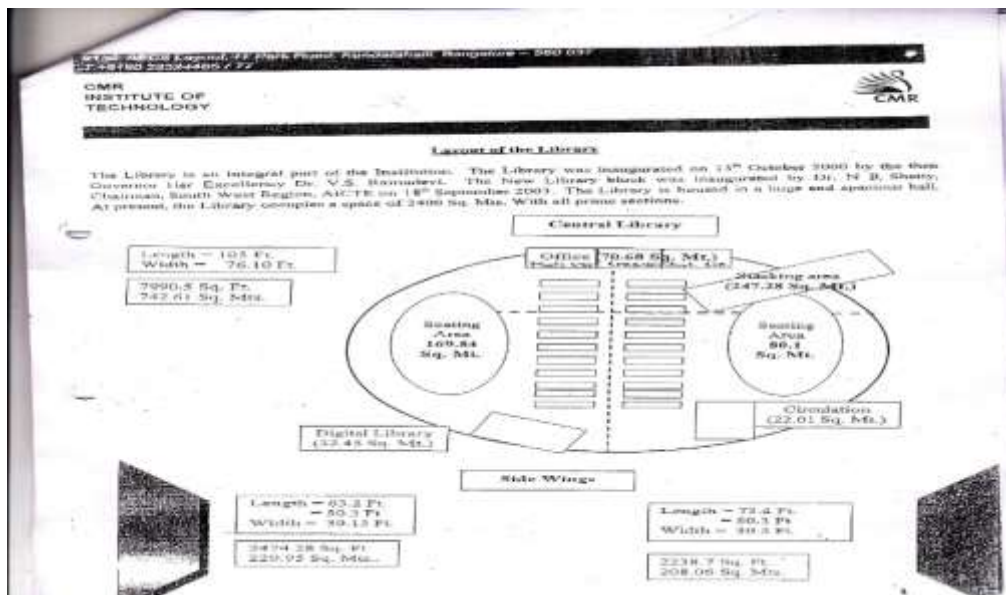 CMR
INSTITUTE OF
TECHNOLOGY
CMR
Layout of the Library
The Library is an integral part of the Institution. The Library was inaugurated on 15th October 2000 by the then
Governor Her Excellency Dr. V.S. Ramadevi. The New Library block was inaugurated by Dr. N B. Shetty,
Chairman, South West Region, AICTE on 18th September 2003. The Library is housed in a huge and spacious hall.
At present, the Library occupies a space of 2400 Sq. Mts. With all prime sections.
Central Library
Length = 105 Ft.
Width = 76.10 Ft.
7990.5 Sq. Ft.
742.61 Sq. Mts.
Office (70.68 Sq. Mt.)
Stacking area
(247.28 Sq. Mt.)
Seating
Area
169.84
Sq. Mt.
Seating
Area
80.1
Sq. Mt.
Circulation
(22.01 Sq. Mt.)
Digital Library
(32.45 Sq. Mt.)
Side Wings
Length = 63.2 Ft.
= 50.3 Ft.
Width = 39.15 Ft.
2474.28 Sq. Ft.
229.95 Sq. Mts.
Length = 73.4 Ft.
= 50.3 Ft
Width = 30.5 Ft.
2238.7 Sq. Ft.
208.06 Sq. Mts.